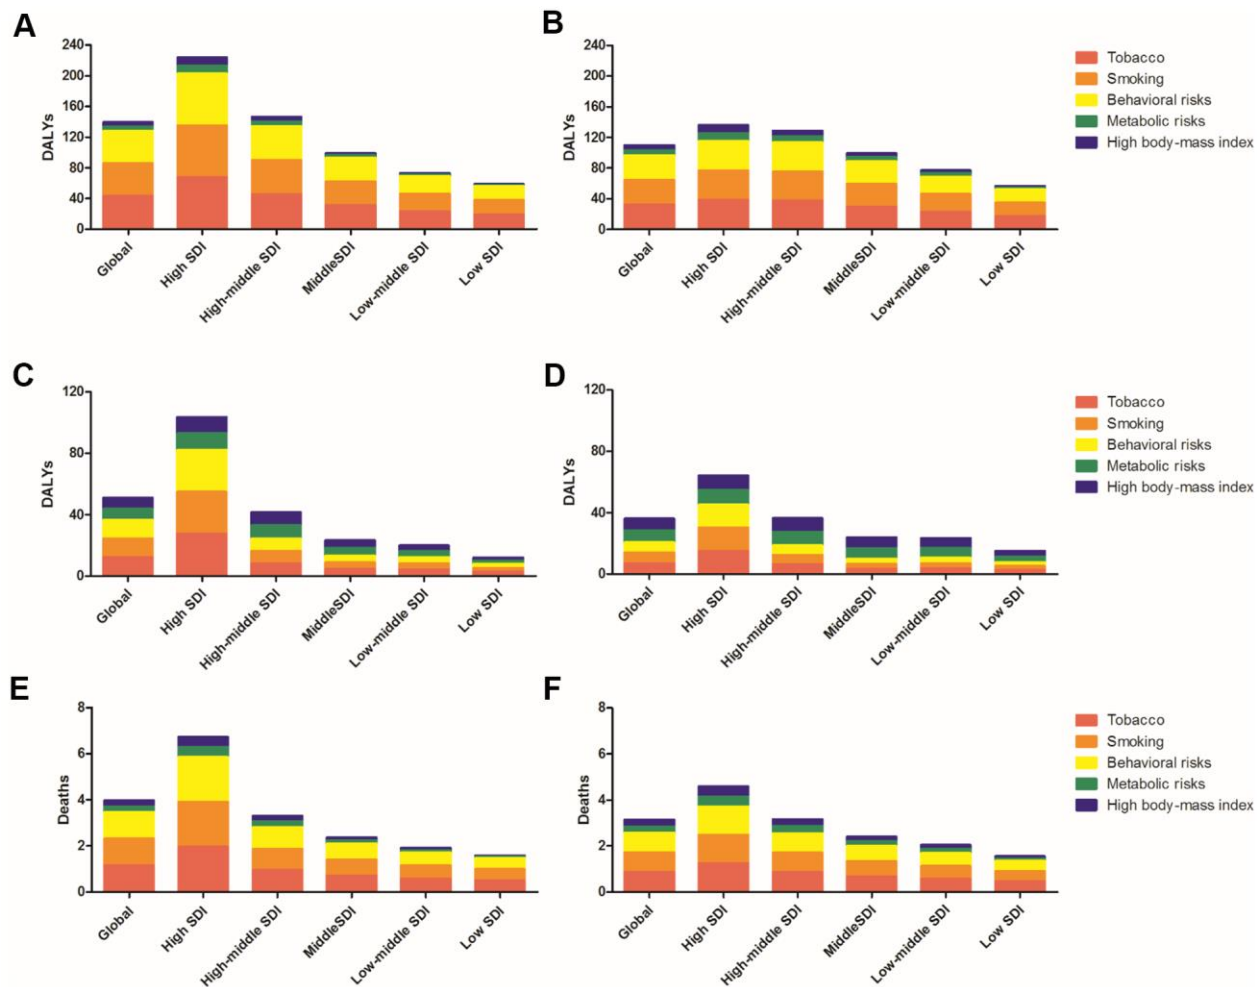 A
240
200
160
120
80
40
0
DALYs
Global
High SDI
High-middle SDI
MiddleSDI
Low-middle SDI
Low SDI
B
240
200
160
120
80
40
0
DALYs
Global
High SDI
High-middle SDI
MiddleSDI
Low-middle SDI
Low SDI
Tobacco
Smoking
Behavioral risks
Metabolic risks
High body-mass index
C
120
80
40
0
DALYs
Global
High SDI
High-middle SDI
MiddleSDI
Low-middle SDI
Low SDI
D
120
80
40
0
DALYs
Global
High SDI
High-middle SDI
MiddleSDI
Low-middle SDI
Low SDI
Tobacco
Smoking
Behavioral risks
Metabolic risks
High body-mass index
E
8
6
4
2
0
Deaths
Global
High SDI
High-middle SDI
MiddleSDI
Low-middle SDI
Low SDI
F
8
6
4
2
0
Deaths
Global
High SDI
High-middle SDI
MiddleSDI
Low-middle SDI
Low SDI
Tobacco
Smoking
Behavioral risks
Metabolic risks
High body-mass index